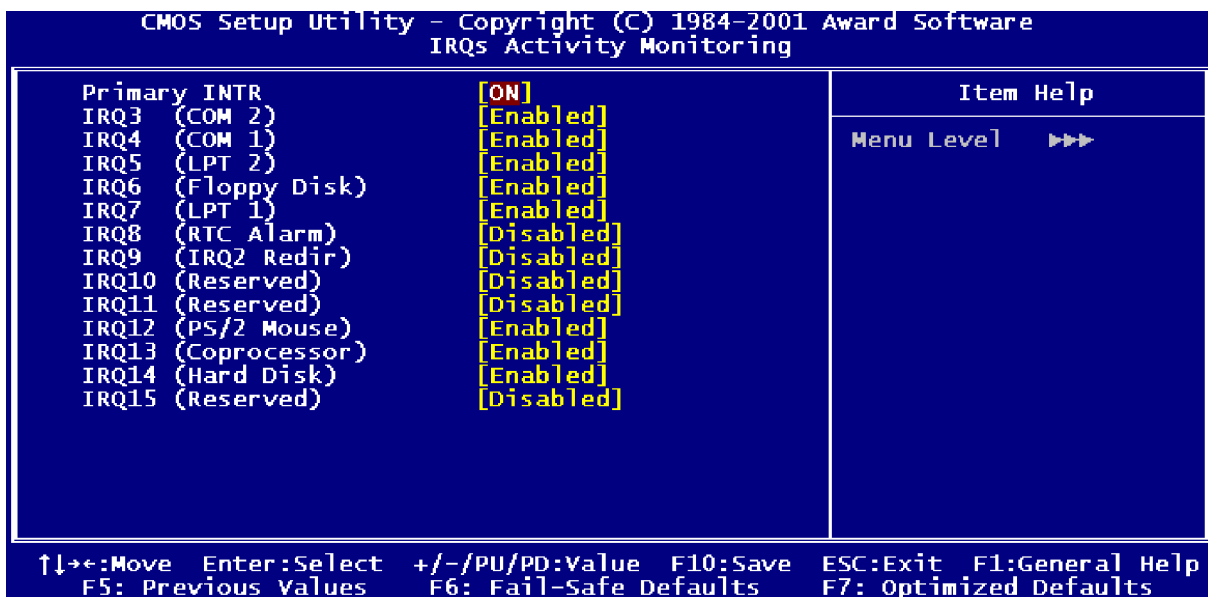 CMOS Setup Utility – Copyright (C) 1984–2001 Award Software
IRQs Activity Monitoring
Primary INTR [ON]
IRQ3 (COM 2) [Enabled]
IRQ4 (COM 1) [Enabled]
IRQ5 (LPT 2) [Enabled]
IRQ6 (Floppy Disk) [Enabled]
IRQ7 (LPT 1) [Enabled]
IRQ8 (RTC Alarm) [Disabled]
IRQ9 (IRQ2 Redir) [Disabled]
IRQ10 (Reserved) [Disabled]
IRQ11 (Reserved) [Disabled]
IRQ12 (PS/2 Mouse) [Enabled]
IRQ13 (Coprocessor) [Enabled]
IRQ14 (Hard Disk) [Enabled]
IRQ15 (Reserved) [Disabled]
Item Help
Menu Level ▶▶▶
↑↓→←:Move Enter:Select +/-/PU/PD:Value F10:Save ESC:Exit F1:General Help
F5: Previous Values F6: Fail-Safe Defaults F7: Optimized Defaults